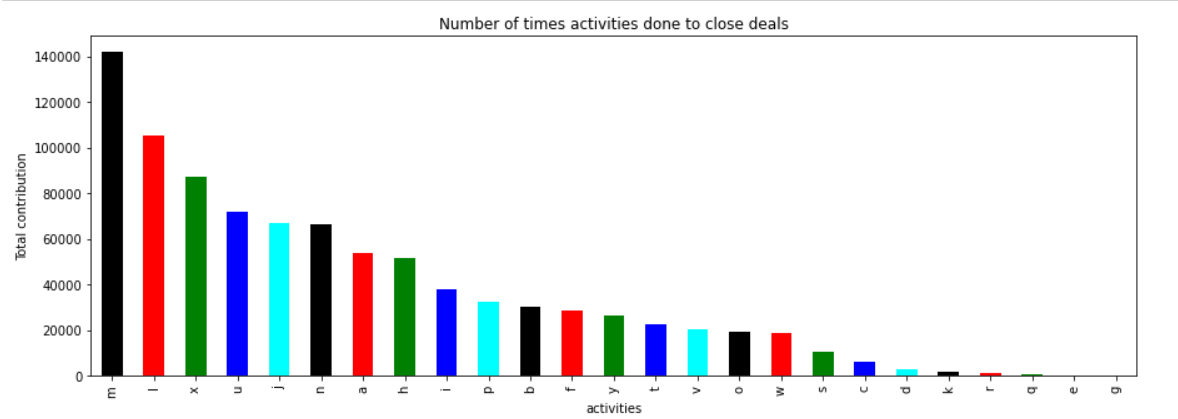 Number of times activities done to close deals
Total contribution
140000
120000
100000
80000
60000
40000
20000
0
m l x u j n a h i p b f y t v o w s c d k r q e g
activities